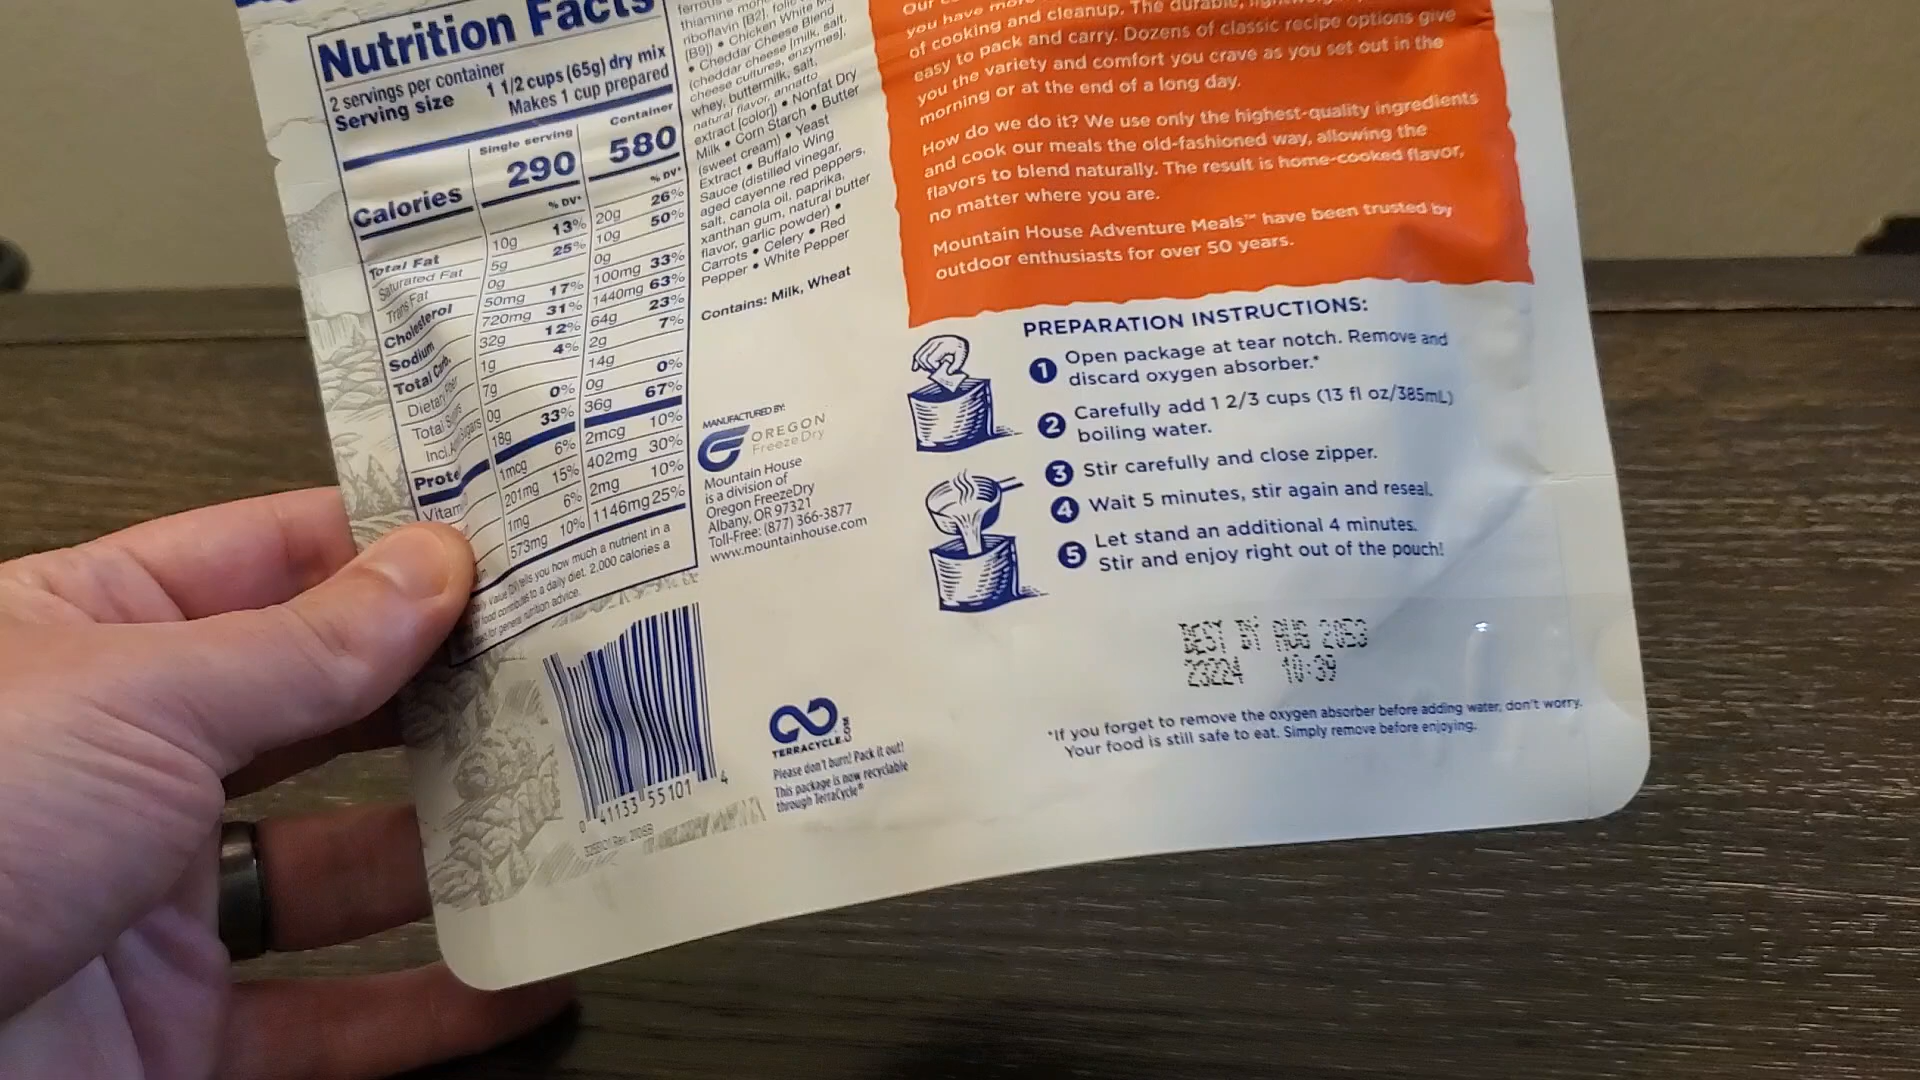 Nutrition Facts
2 servings per container
Serving size 1 1/2 cups (65g) dry mix
Makes 1 cup prepared
Single serving Container
Calories 290 580
% DV* % DV*
Total Fat 10g 13% 20g 26%
Saturated Fat 5g 25% 10g 50%
Trans Fat 0g 0g
Cholesterol 50mg 17% 100mg 33%
Sodium 720mg 31% 1440mg 63%
Total Carb. 32g 12% 64g 23%
Dietary Fiber 1g 4% 2g 7%
Total Sugars 7g 14g
Incl. Added Sugars 0g 0% 0g 0%
Prote 18g 33% 36g 67%
Vitam 1mcg 6% 2mcg 10%
201mg 15% 402mg 30%
1mg 6% 2mg 10%
573mg 10% 1146mg 25%
Daily Value (DV) tells you how much a nutrient in a
of food contributes to a daily diet. 2,000 calories a
used for general nutrition advice.
ferrous
thiamine mon
riboflavin [B2], folic
[B9]) • Chicken White M
• Cheddar Cheese Blend
(cheddar cheese [milk, salt,
cheese cultures, enzymes],
whey, buttermilk, salt,
natural flavor, annatto
extract [color]) • Nonfat Dry
Milk • Corn Starch • Butter
(sweet cream) • Yeast
Extract • Buffalo Wing
Sauce (distilled vinegar,
aged cayenne red peppers,
salt, canola oil, paprika,
xanthan gum, natural butter
flavor, garlic powder) •
Carrots • Celery • Red
Pepper • White Pepper
Contains: Milk, Wheat
MANUFACTURED BY:
OREGON
FreezeDry
Mountain House
is a division of
Oregon FreezeDry
Albany, OR 97321
Toll-Free: (877) 366-3877
www.mountainhouse.com
0 41133 55101 4
TERRACYCLE.COM
Please don't burn! Pack it out!
This package is now recyclable
through TerraCycle®
Our
you have more
of cooking and cleanup. The durable,
easy to pack and carry. Dozens of classic recipe options give
you the variety and comfort you crave as you set out in the
morning or at the end of a long day.
How do we do it? We use only the highest-quality ingredients
and cook our meals the old-fashioned way, allowing the
flavors to blend naturally. The result is home-cooked flavor,
no matter where you are.
Mountain House Adventure Meals™ have been trusted by
outdoor enthusiasts for over 50 years.
PREPARATION INSTRUCTIONS:
1 Open package at tear notch. Remove and
discard oxygen absorber.*
2 Carefully add 1 2/3 cups (13 fl oz/385mL)
boiling water.
3 Stir carefully and close zipper.
4 Wait 5 minutes, stir again and reseal.
5 Let stand an additional 4 minutes.
Stir and enjoy right out of the pouch!
BEST BY AUG 2053
23224 10:39
*If you forget to remove the oxygen absorber before adding water, don't worry.
Your food is still safe to eat. Simply remove before enjoying.